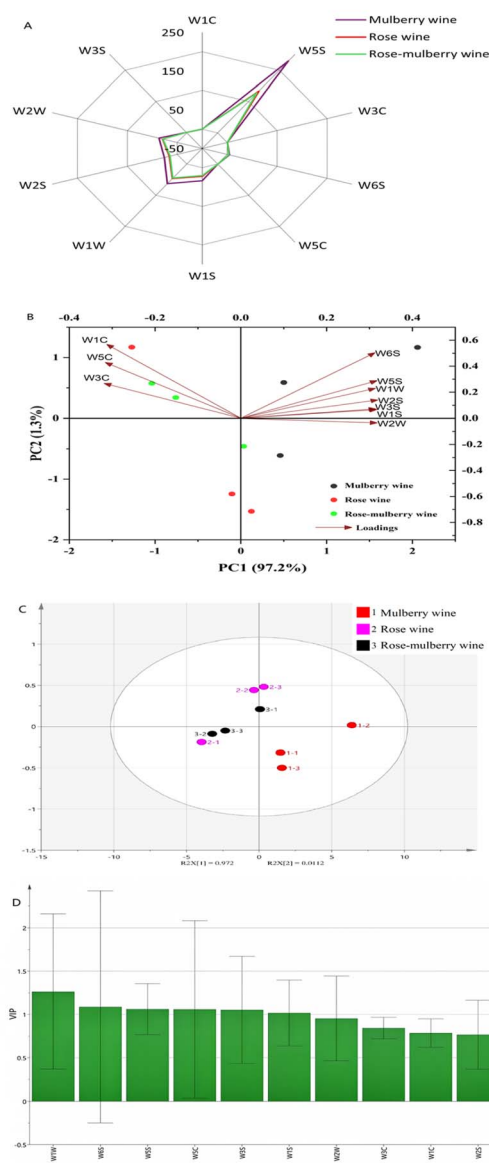 A
W1C
Mulberry wine
Rose wine
Rose-mulberry wine
250
150
50
-50
W3S
W5S
W2W
W3C
W2S
W6S
W1W
W5C
W1S
B
-0.4 -0.2 0.0 0.2 0.4
W1C
W5C
W3C
W6S
W5S
W1W
W2S
W3S
W1S
W2W
PC2 (1.3%)
1
0
-1
-2
0.6
0.4
0.2
0.0
-0.2
-0.4
-0.6
-0.8
Mulberry wine
Rose wine
Rose-mulberry wine
Loadings
-2 -1 0 1 2
PC1 (97.2%)
C
1 Mulberry wine
2 Rose wine
3 Rose-mulberry wine
1
0.5
0
-0.5
-1
-1.5
2-2 2-3
3-1
1-2
3-2 3-3
2-1
1-1
1-3
-15 -10 -5 0 5 10
R2X[1] = 0.972 R2X[2] = 0.0112
D
VIP
2
1.5
1
0.5
0
-0.5
W1W W6S W5S W5C W3S W1S W2W W3C W1C W2S